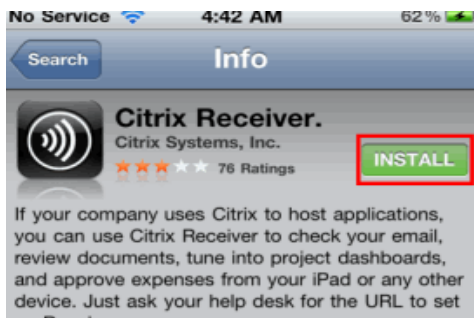 No Service 4:42 AM 62%
Search Info
Citrix Receiver.
Citrix Systems, Inc.
76 Ratings
INSTALL
If your company uses Citrix to host applications,
you can use Citrix Receiver to check your email,
review documents, tune into project dashboards,
and approve expenses from your iPad or any other
device. Just ask your help desk for the URL to set